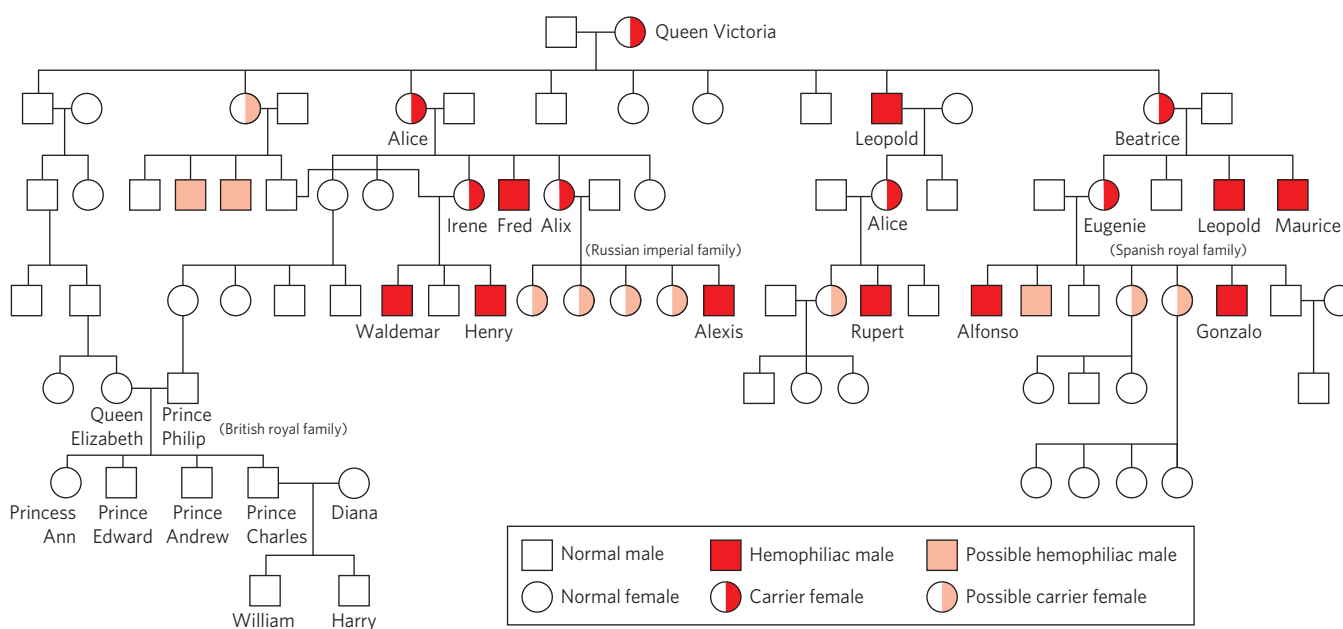 Queen Victoria
Alice
Leopold
Beatrice
Irene Fred Alix
Alice
Eugenie Leopold Maurice
(Russian imperial family)
(Spanish royal family)
Waldemar Henry Alexis Rupert Alfonso Gonzalo
Queen
Elizabeth
Prince
Philip
(British royal family)
Princess
Ann
Prince
Edward
Prince
Andrew
Prince
Charles
Diana
William Harry
Normal male
Hemophiliac male
Possible hemophiliac male
Normal female
Carrier female
Possible carrier female